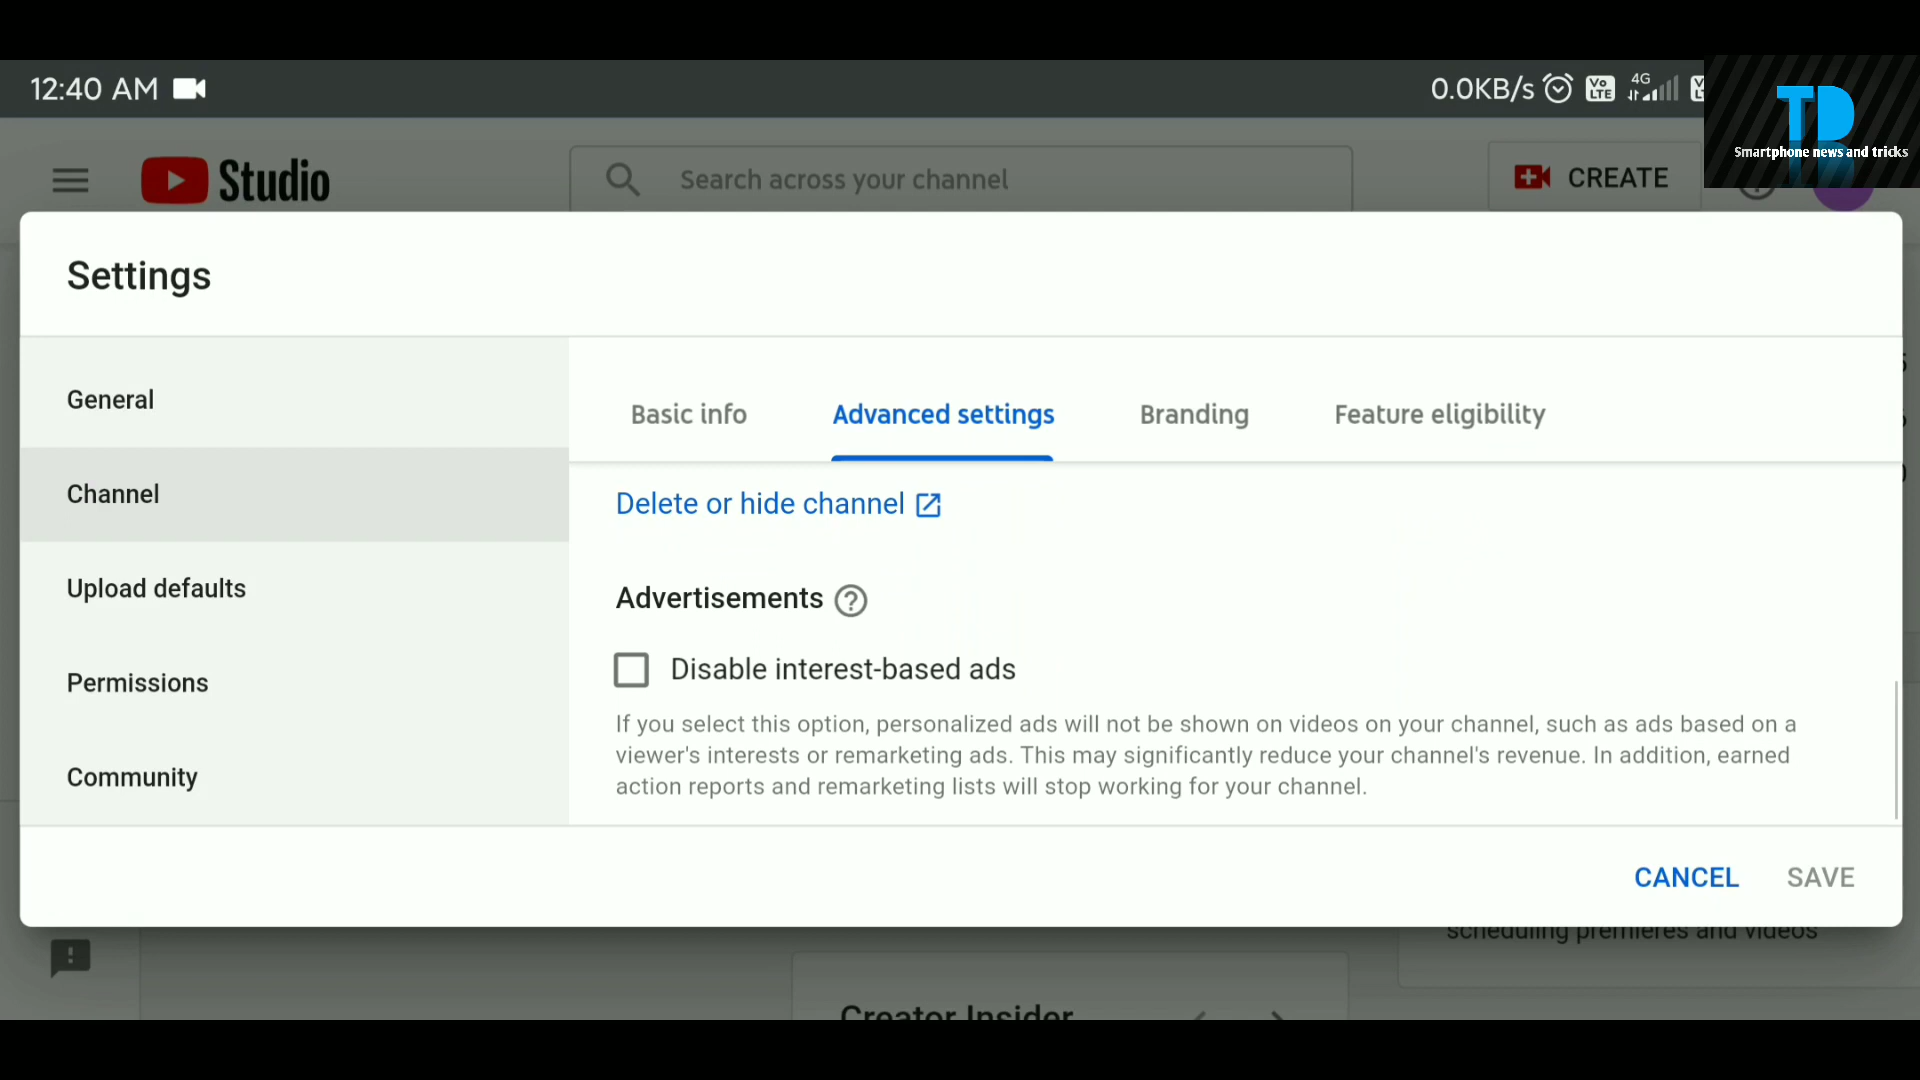 12:40 AM
0.0KB/s
Vo LTE
4G
Smartphone news and tricks
Studio
Search across your channel
CREATE
Settings
General
Channel
Upload defaults
Permissions
Community
Basic info
Advanced settings
Branding
Feature eligibility
Delete or hide channel
Advertisements
Disable interest-based ads
If you select this option, personalized ads will not be shown on videos on your channel, such as ads based on a
viewer's interests or remarketing ads. This may significantly reduce your channel's revenue. In addition, earned
action reports and remarketing lists will stop working for your channel.
CANCEL
SAVE
scheduling premieres and videos
Creator Insider